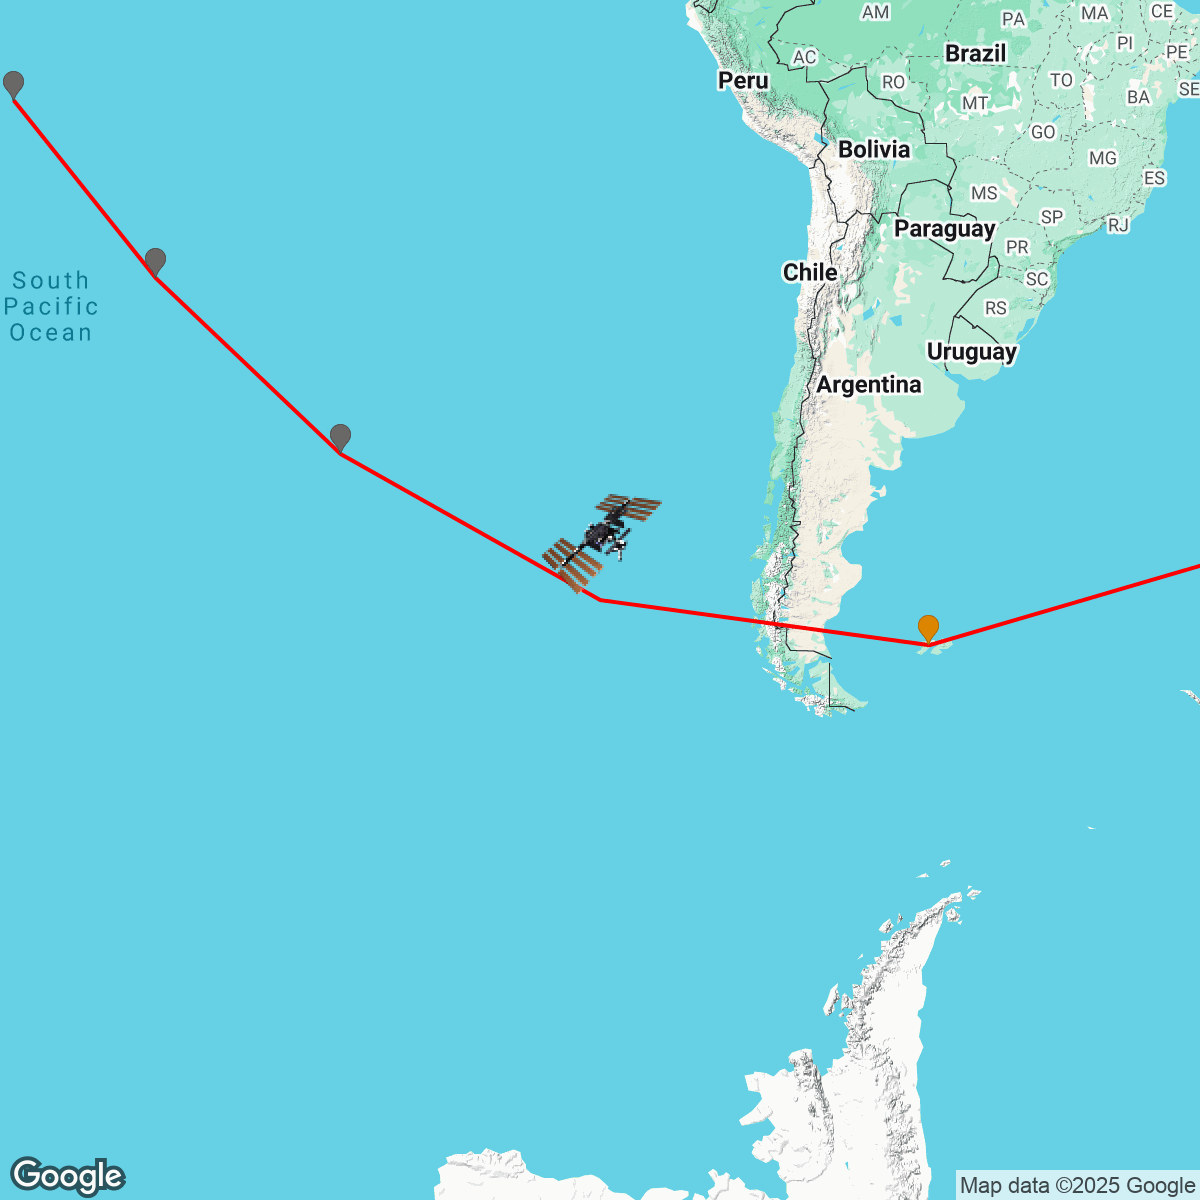 AM
PA
MA
CE
Brazil
PI
PE
AC
Peru
RO
TO
SE
MT
BA
GO
Bolivia
MG
ES
MS
SP
RJ
Paraguay
PR
Chile
SC
South
Pacific
Ocean
RS
Uruguay
Argentina
Google
Map data ©2025 Google